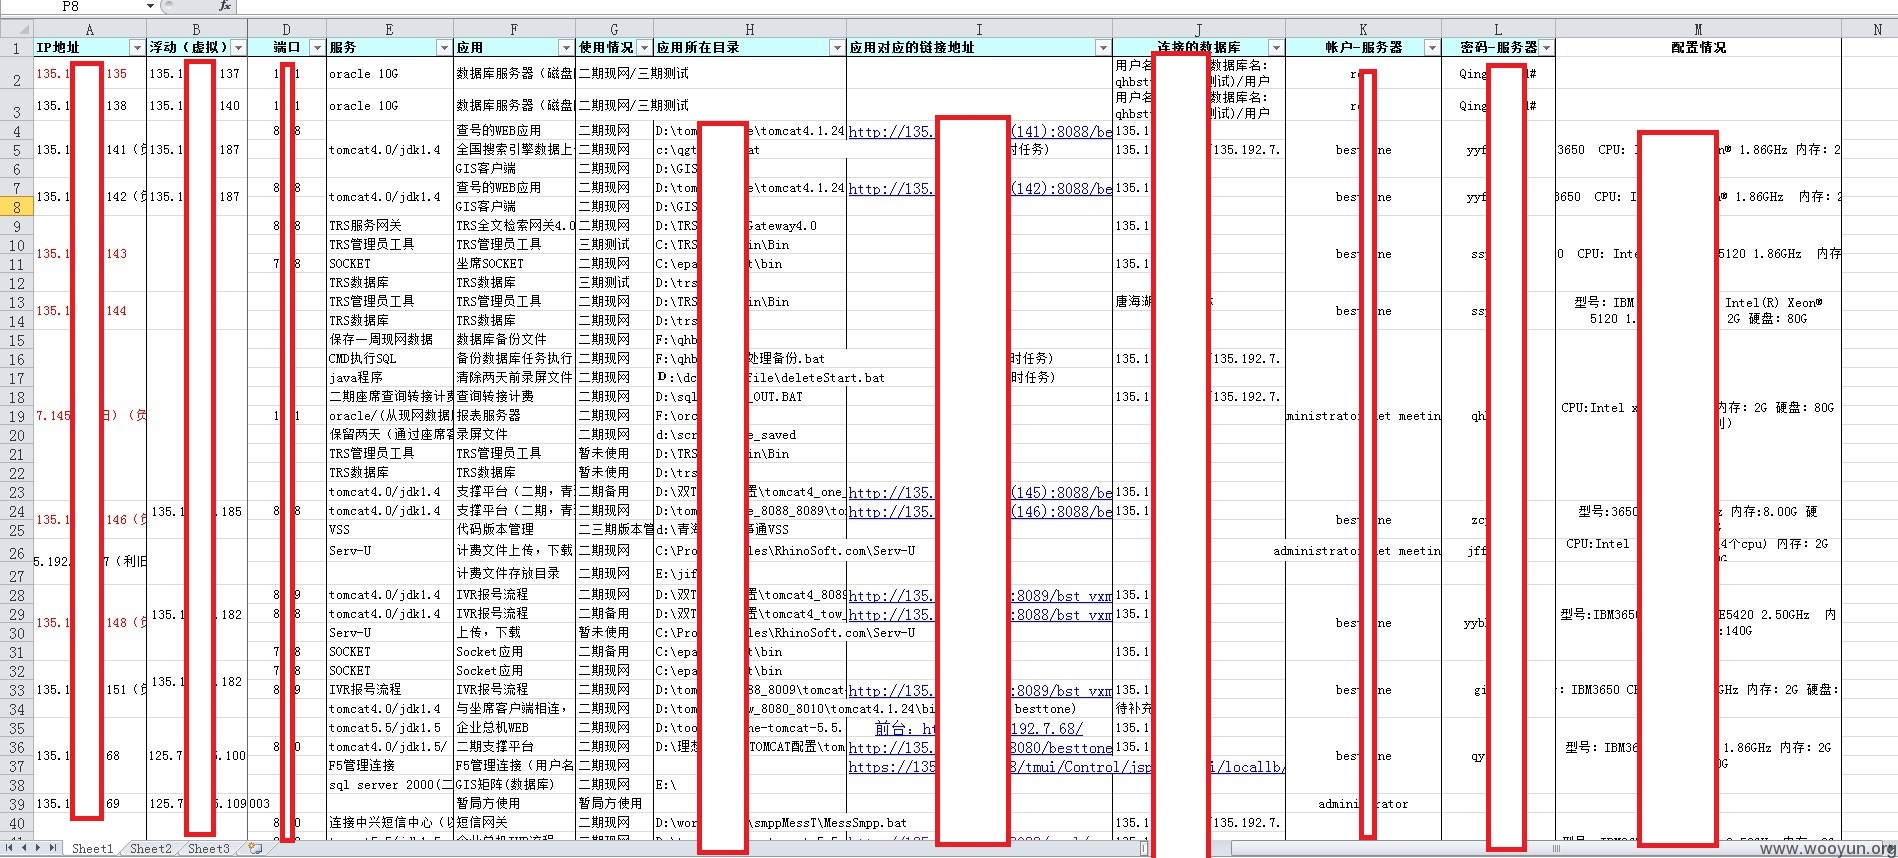 P8 fx
A B D E F G H I J K L M N
1 IP地址 浮动（虚拟） 端口 服务 应用 使用情况 应用所在目录 应用对应的链接地址 连接的数据库 帐户-服务器 密码-服务器 配置情况
2 135.1 135 135.1 137 1 1 oracle 10G 数据库服务器（磁盘 二期现网/三期测试 用户名 数据库名: qhbst 测试)/用户 r Qing #
3 138 135.1 140 1 1 oracle 10G 数据库服务器（磁盘 二期现网/三期测试 用户名 数据库名: qhbst 测试)/用户 r Qing #
4 8 8 查号的WEB应用 二期现网 D:\tom e\tomcat4.1.24 http://135. (141):8088/be 135.1
5 135.1 141（负 135.1 187 tomcat4.0/jdk1.4 全国搜索引擎数据上 二期现网 c:\qgt at 时任务) 135.1 135.192.7. best ne yyf 3650 CPU: I n® 1.86GHz 内存: 2
6 GIS客户端 二期现网 D:\GIS
7 135.1 142（负 135.1 187 8 8 tomcat4.0/jdk1.4 查号的WEB应用 二期现网 D:\tom e\tomcat4.1.24 http://135. (142):8088/be 135.1 best ne yyf 3650 CPU: I ® 1.86GHz 内存: 2
8 GIS客户端 二期现网 D:\GIS
9 8 8 TRS服务网关 TRS全文检索网关4.0 二期现网 D:\TRS Gateway4.0 135.1
10 TRS管理员工具 TRS管理员工具 三期测试 C:\TRS in\Bin
11 135.1 143 7 8 SOCKET 坐席SOCKET 二期现网 C:\epa t\bin 135.1 best ne ss 0 CPU: Inte 5120 1.86GHz 内存
12 TRS数据库 TRS数据库 三期测试 D:\trs
13 135.1 144 TRS管理员工具 TRS管理员工具 二期现网 D:\TRS in\Bin 唐海湖 best ne ss 型号: IBM Intel(R) Xeon® 5120 1. 2G 硬盘: 80G
14 TRS数据库 TRS数据库 二期现网 D:\trs
15 保存一周现网数据 数据库备份文件 二期现网 F:\qhb
16 CMD执行SQL 备份数据库任务执行 二期现网 F:\qhb 处理备份.bat 时任务) 135.1 135.192.7.
17 java程序 清除两天前录屏文件 二期现网 D:\dc file\deleteStart.bat 时任务)
18 二期座席查询转接计费 查询转接计费 二期现网 D:\sql _OUT.BAT 135.1 135.192.7.
19 7.145 日）（负 1 1 oracle/(从现网数据 报表服务器 二期现网 F:\orc ministrator et meetin qh CPU:Intel x 内存: 2G 硬盘: 80G
20 保留两天（通过座席客 录屏文件 二期现网 d:\scr e_saved
21 TRS管理员工具 TRS管理员工具 暂未使用 D:\TRS in\Bin
22 TRS数据库 TRS数据库 暂未使用 D:\trs
23 tomcat4.0/jdk1.4 支撑平台（二期, 青 二期备用 D:\双T 置\tomcat4_one_ http://135. (145):8088/be 135.1
24 135.1 146（负 135.1 .185 8 8 tomcat4.0/jdk1.4 支撑平台（二期, 青 二期现网 D:\双T e_8088_8089\to http://135. (146):8088/be 135.1 best ne zc 型号:3650 z 内存:8.00G 硬
25 VSS 代码版本管理 二三期版本管 d:\青海 事通VSS
26 5.192. 7（利旧 Serv-U 计费文件上传, 下载 二期现网 C:\Pro les\RhinoSoft.com\Serv-U administrator et meetin jff CPU:Intel (4个cpu) 内存: 2G
27 计费文件存放目录 二期现网 E:\jif
28 8 9 tomcat4.0/jdk1.4 IVR报号流程 二期现网 D:\双T 置\tomcat4_8089 http://135. :8089/bst_vxm 135.1
29 135.1 148（负 135.1 .182 8 8 tomcat4.0/jdk1.4 IVR报号流程 二期备用 D:\双T 置\tomcat4_tow_ http://135. :8088/bst_vxm 135.1 best ne yyb 型号:IBM3650 E5420 2.50GHz 内 :140G
30 Serv-U 上传, 下载 暂未使用 C:\Pro les\RhinoSoft.com\Serv-U
31 7 8 SOCKET Socket应用 二期备用 C:\epa t\bin 135.1
32 7 8 SOCKET Socket应用 二期现网 C:\epa t\bin
33 135.1 151（负 135.1 .182 8 9 IVR报号流程 IVR报号流程 二期现网 D:\tom 88_8009\tomcat http://135. :8089/bst_vxm 135.1 best ne gi : IBM3650 CP GHz 内存: 2G 硬盘:
34 tomcat4.0/jdk1.4 与坐席客户端相连, 二期现网 D:\tom w_8080_8010\tomcat4.1.24\bi besttone) 待补充
35 tomcat5.5/jdk1.5 企业总机WEB 二期现网 D:\too ne-tomcat-5.5. 前台: ht 192.7.68/ 135.1
36 135.1 68 125.7 .100 8 0 tomcat4.0/jdk1.5/ 二期支撑平台 二期现网 D:\理想 TOMCAT配置\tom http://135. 8080/besttone 135.1 best ne qy 型号: IBM36 1.86GHz 内存: 2G
37 F5管理连接 F5管理连接（用户名 二期现网 https://135 8/tmui/Control/jsp i/locallb/
38 sql server 2000(二 GIS矩阵(数据库) 二期现网 E:\
39 135.1 69 125.7 5.109 003 暂局方使用 暂局方使用 admini rator
40 8 0 连接中兴短信中心（以 短信网关 二期现网 D:\wor \smppMessT\MessSmpp.bat 135.1 135.192.7.
Sheet1 Sheet2 Sheet3
www.wooyun.org